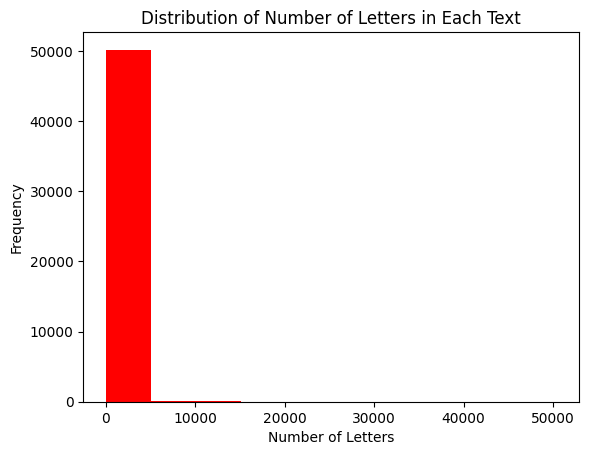 Distribution of Number of Letters in Each Text
50000
40000
30000
20000
10000
0
Frequency
0 10000 20000 30000 40000 50000
Number of Letters